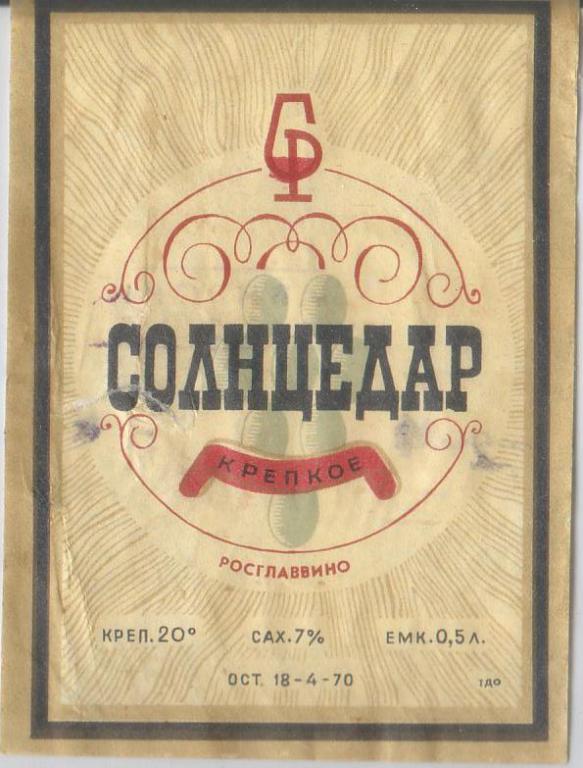 СОЛНЦЕДАР
КРЕПКОЕ
РОСГЛАВВИНО
КРЕП. 20° САХ. 7% ЕМК. 0,5 Л.
ОСТ. 18-4-70 ТДО